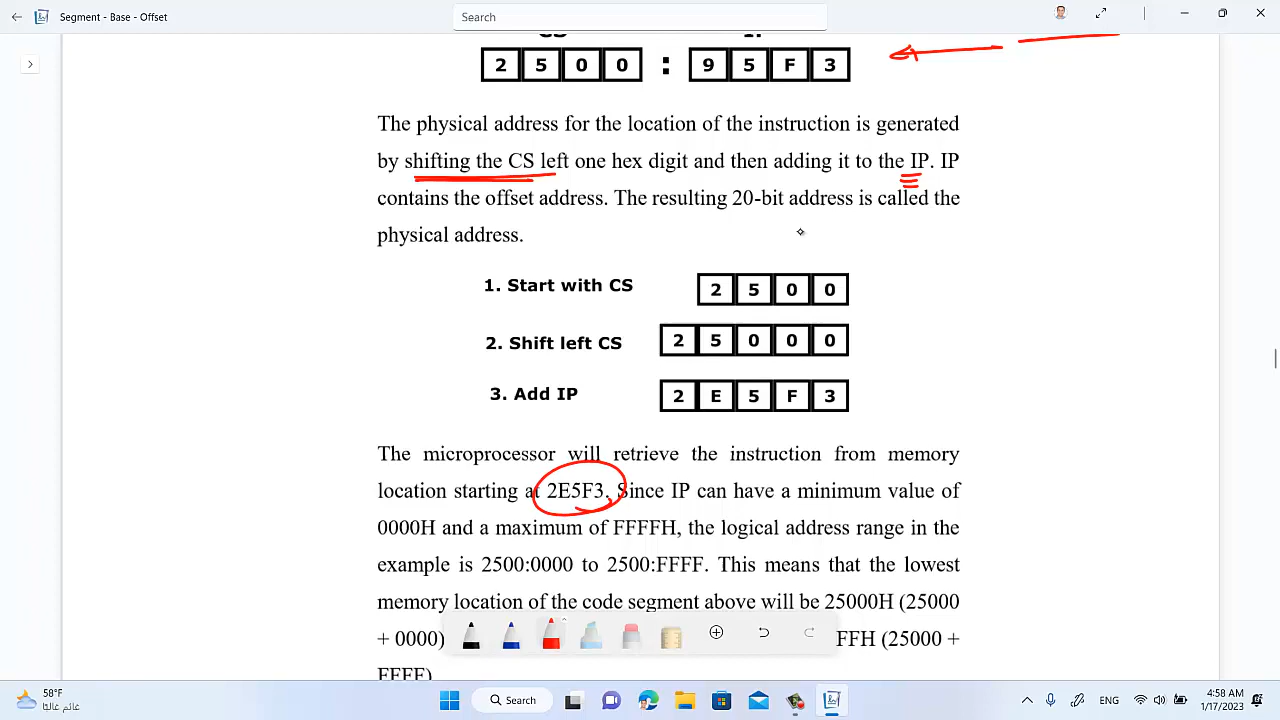 Segment - Base - Offset
Search
2 5 0 0 : 9 5 F 3
The physical address for the location of the instruction is generated
by shifting the CS left one hex digit and then adding it to the IP. IP
contains the offset address. The resulting 20-bit address is called the
physical address.
1. Start with CS 2 5 0 0
2. Shift left CS 2 5 0 0 0
3. Add IP 2 E 5 F 3
The microprocessor will retrieve the instruction from memory
location starting at 2E5F3. Since IP can have a minimum value of
0000H and a maximum of FFFFH, the logical address range in the
example is 2500:0000 to 2500:FFFF. This means that the lowest
memory location of the code segment above will be 25000H (25000
+ 0000) FFH (25000 +
FFFF)
58°F
غائم غالبًا
Search
ENG
4:58 AM
1/17/2023